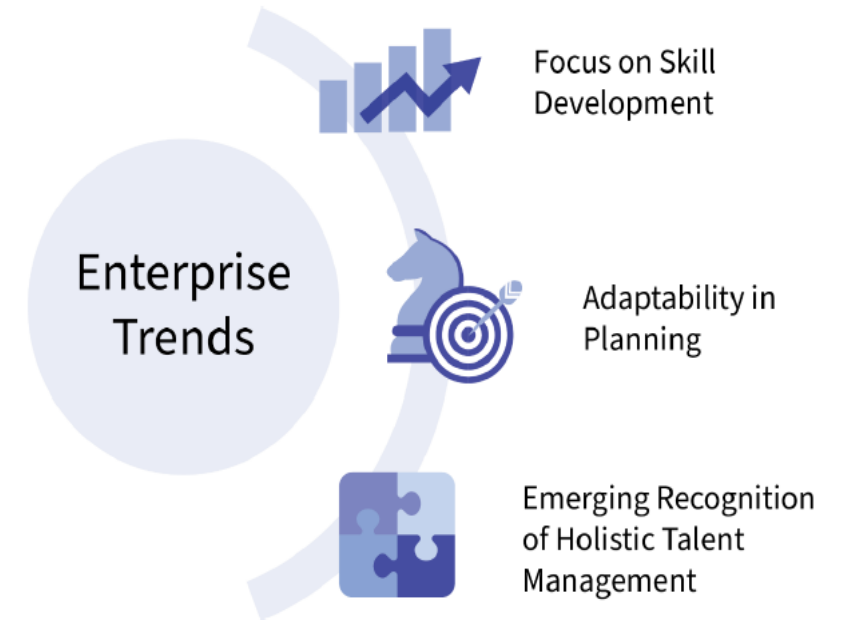 Enterprise
Trends
Focus on Skill
Development
Adaptability in
Planning
Emerging Recognition
of Holistic Talent
Management